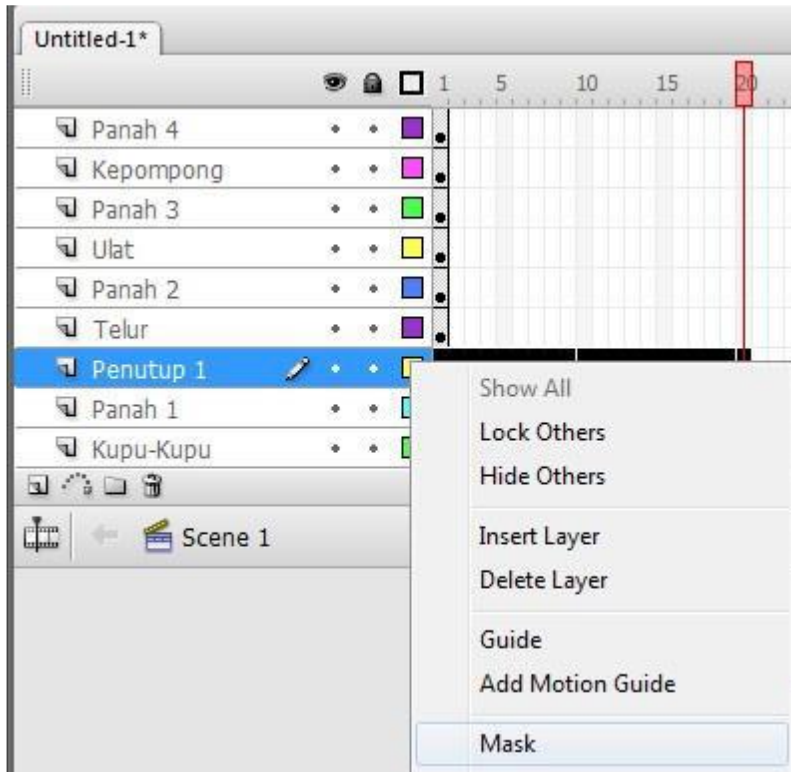 Untitled-1*
1 5 10 15 20
Panah 4
Kepompong
Panah 3
Ulat
Panah 2
Telur
Penutup 1
Panah 1
Kupu-Kupu
Scene 1
Show All
Lock Others
Hide Others
Insert Layer
Delete Layer
Guide
Add Motion Guide
Mask